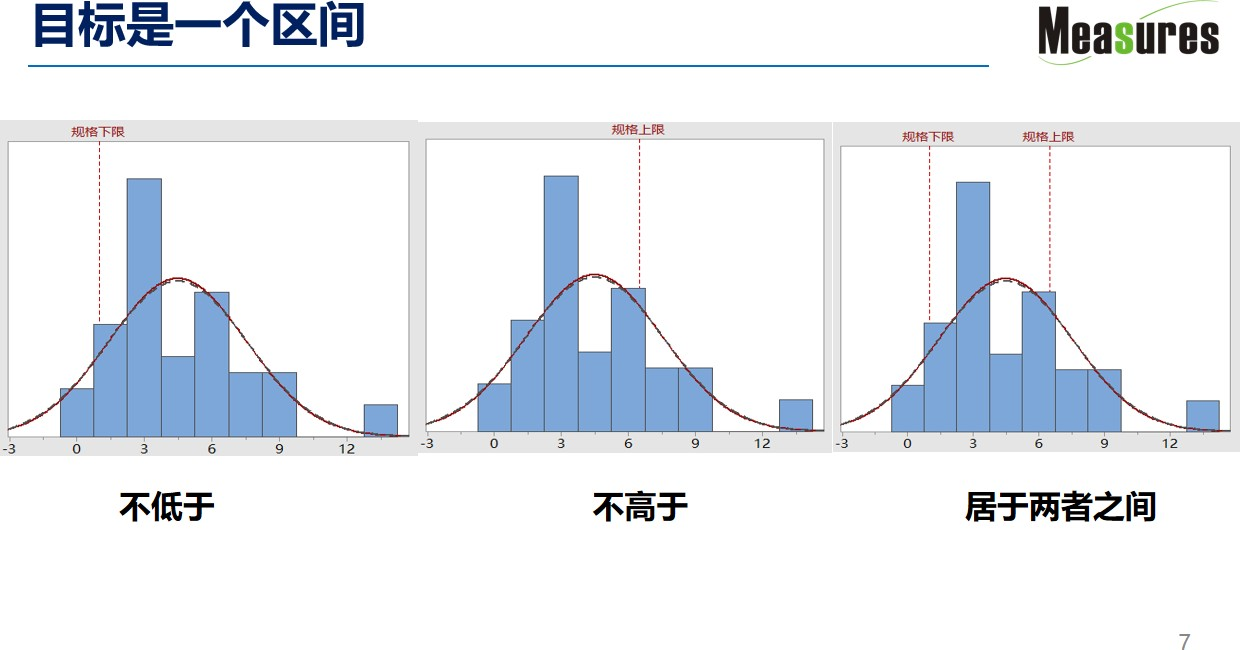 目标是一个区间
Measures
规格下限
-3 0 3 6 9 12
不低于
规格上限
-3 0 3 6 9 12
不高于
规格下限 规格上限
-3 0 3 6 9 12
居于两者之间
7